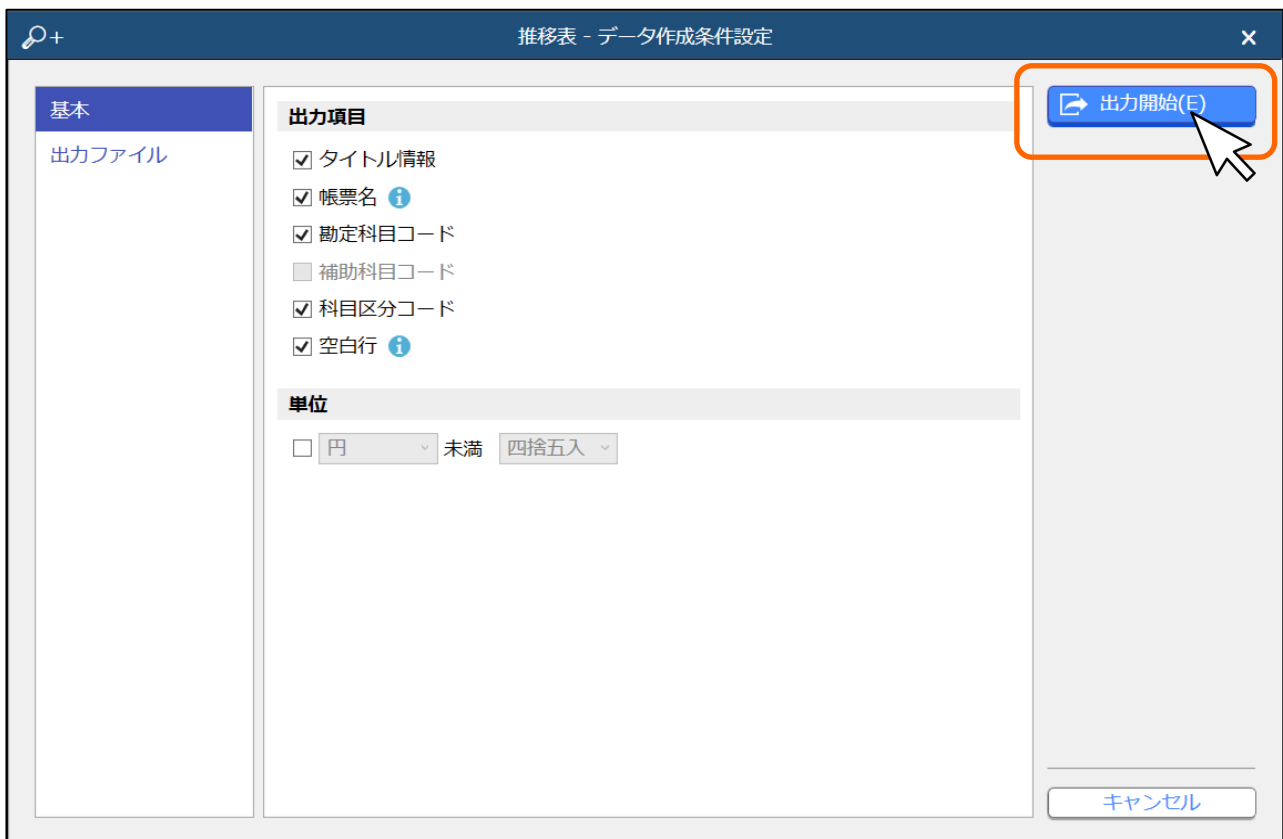 推移表 - データ作成条件設定
基本
出力ファイル
出力項目
タイトル情報
帳票名
勘定科目コード
補助科目コード
科目区分コード
空白行
単位
円 未満 四捨五入
出力開始(E)
キャンセル